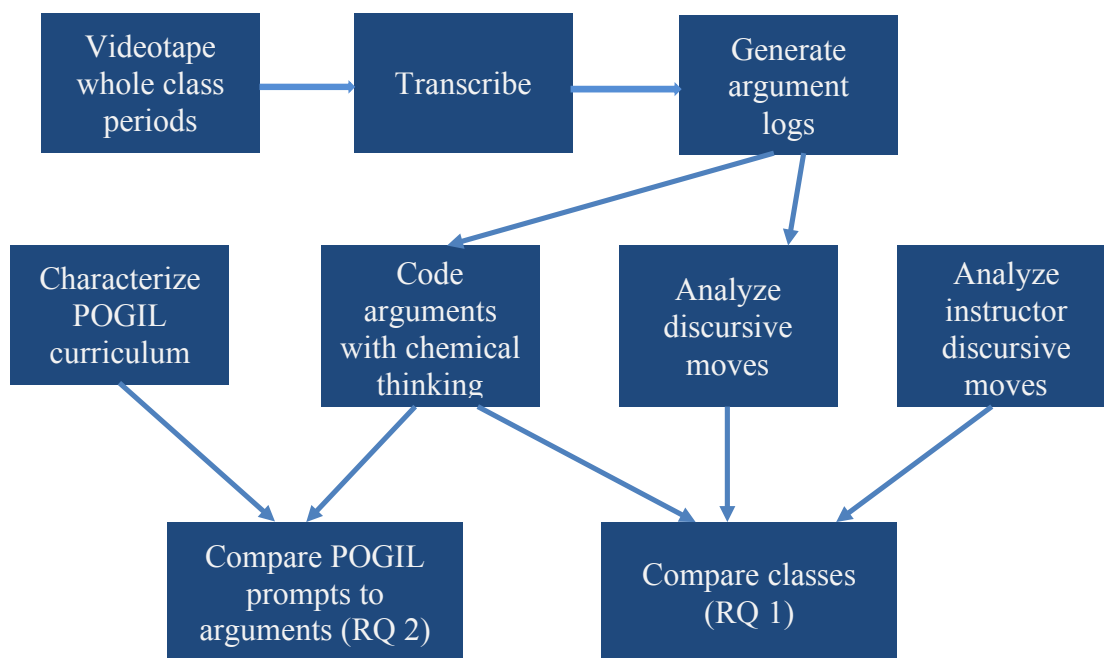 Videotape
whole class
periods
Transcribe
Generate
argument
logs
Characterize
POGIL
curriculum
Code
arguments
with chemical
thinking
Analyze
discursive
moves
Analyze
instructor
discursive
moves
Compare POGIL
prompts to
arguments (RQ 2)
Compare classes
(RQ 1)